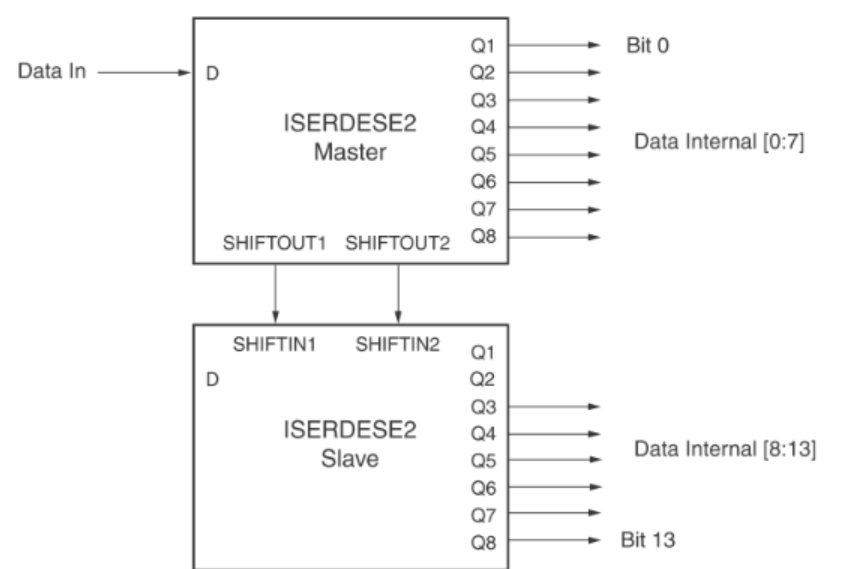 Q1
Bit 0
Data In
D
Q2
Q3
ISERDESE2
Q4
Data Internal [0:7]
Master
Q5
Q6
Q7
SHIFTOUT1
SHIFTOUT2
Q8
SHIFTIN1
SHIFTIN2
Q1
D
Q2
Q3
ISERDESE2
Q4
Data Internal [8:13]
Slave
Q5
Q6
Q7
Q8
Bit 13